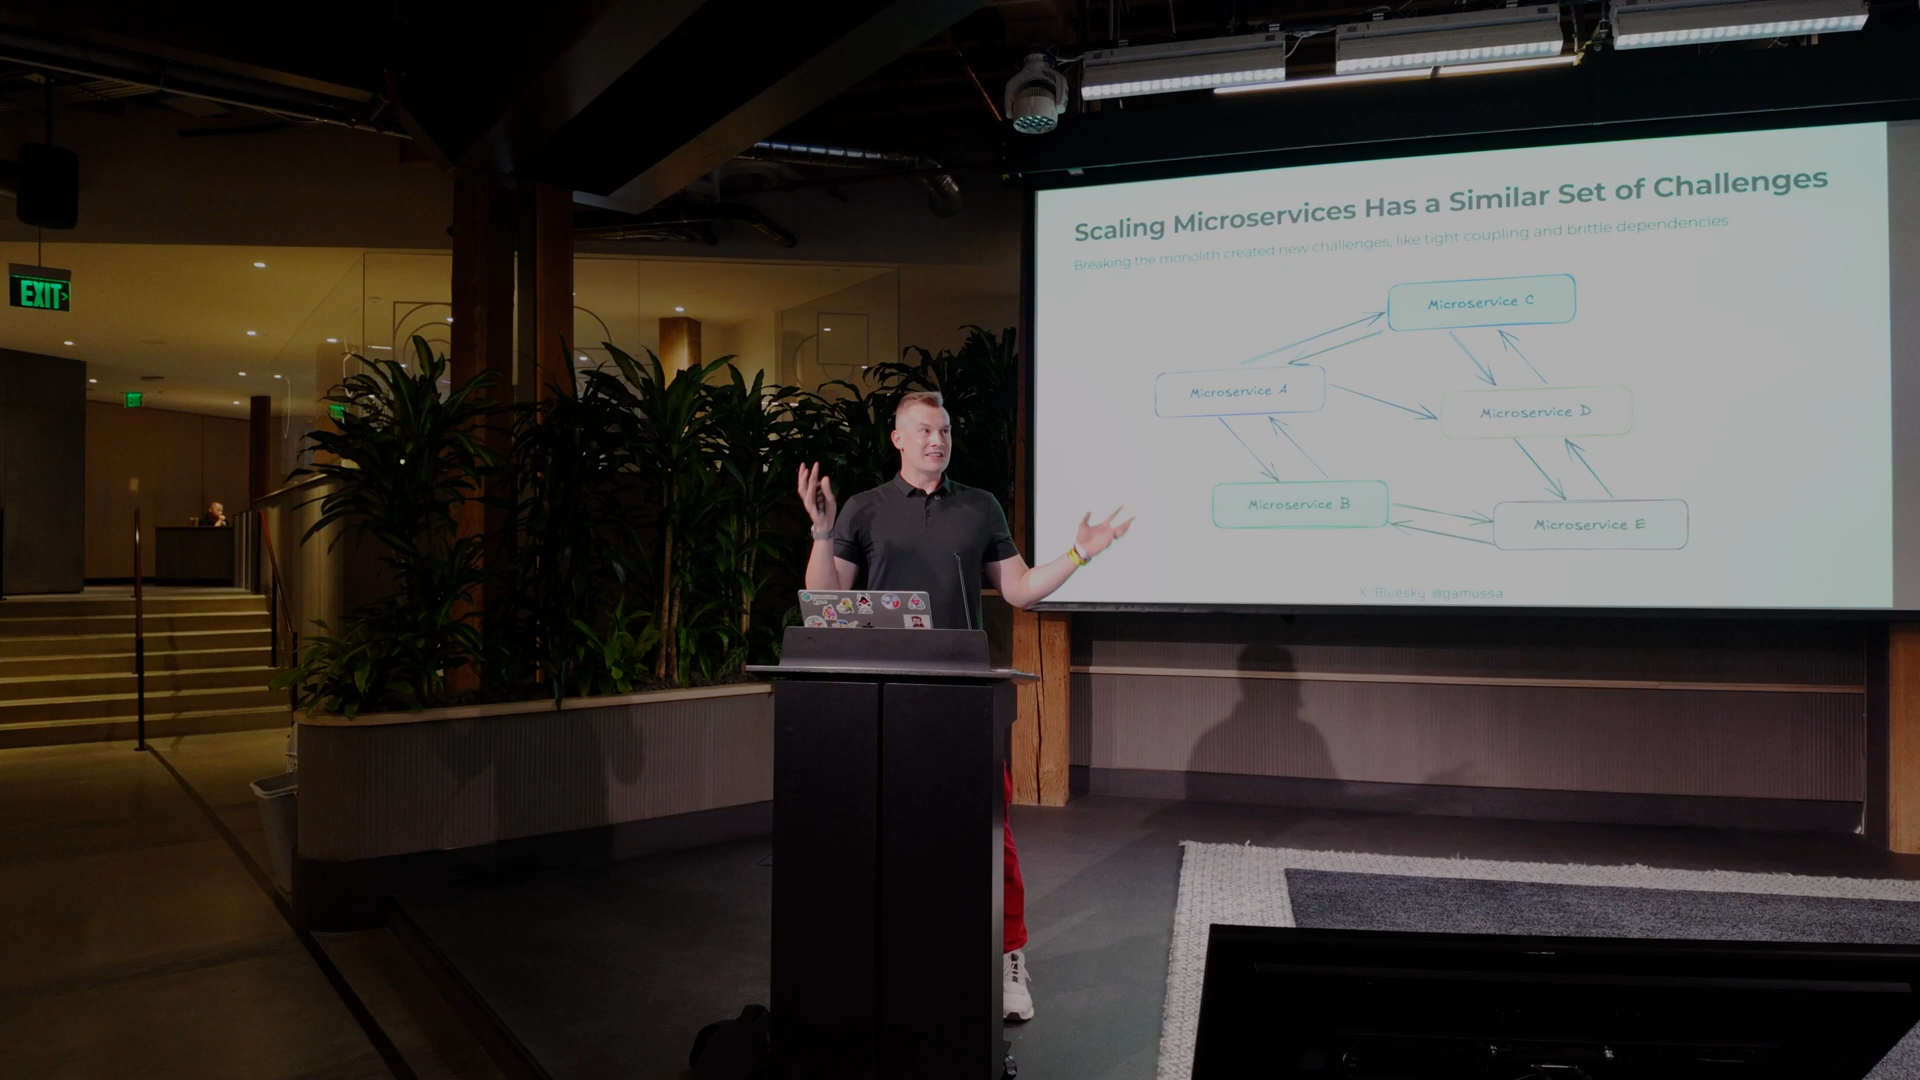 EXIT
Scaling Microservices Has a Similar Set of Challenges
Breaking the monolith created new challenges, like tight coupling and brittle dependencies
Microservice C
Microservice A
Microservice D
Microservice B
Microservice E
X, Bluesky @gamussa